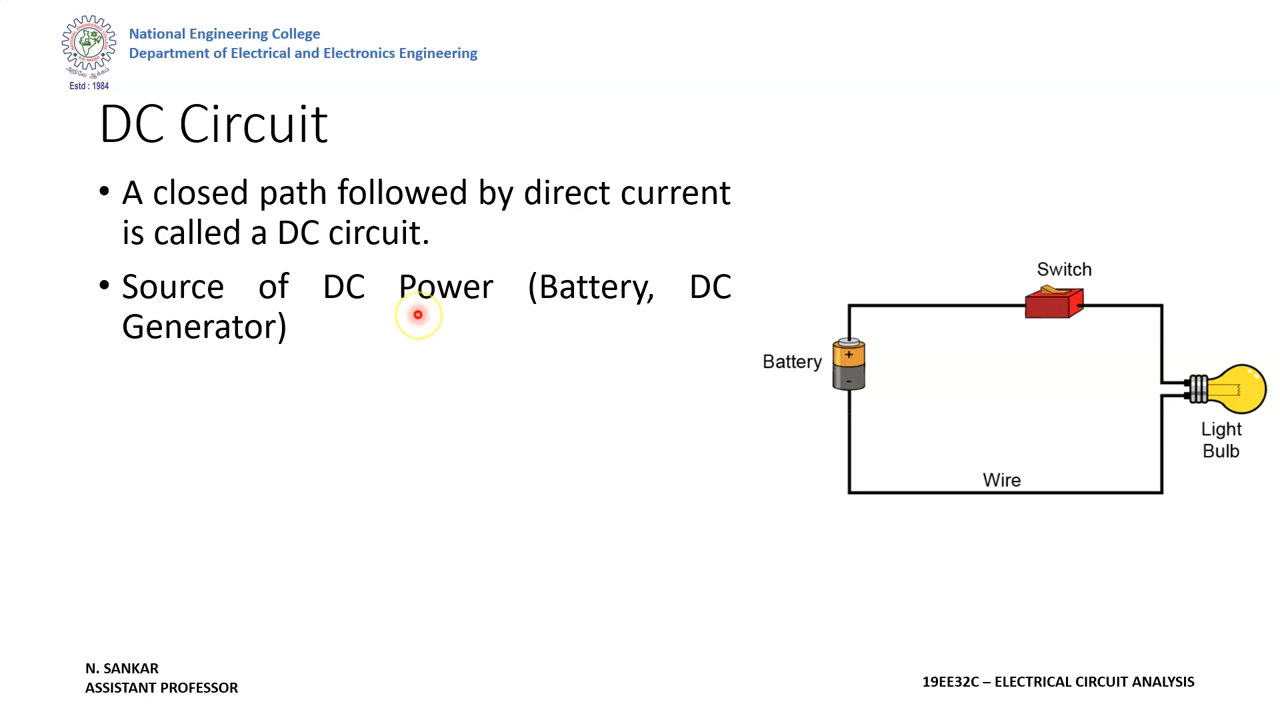 National Engineering College
Department of Electrical and Electronics Engineering
Estd : 1984
DC Circuit
• A closed path followed by direct current
is called a DC circuit.
• Source of DC Power (Battery, DC
Generator)
Switch
Battery
+
-
Light
Bulb
Wire
N. SANKAR
ASSISTANT PROFESSOR
19EE32C – ELECTRICAL CIRCUIT ANALYSIS